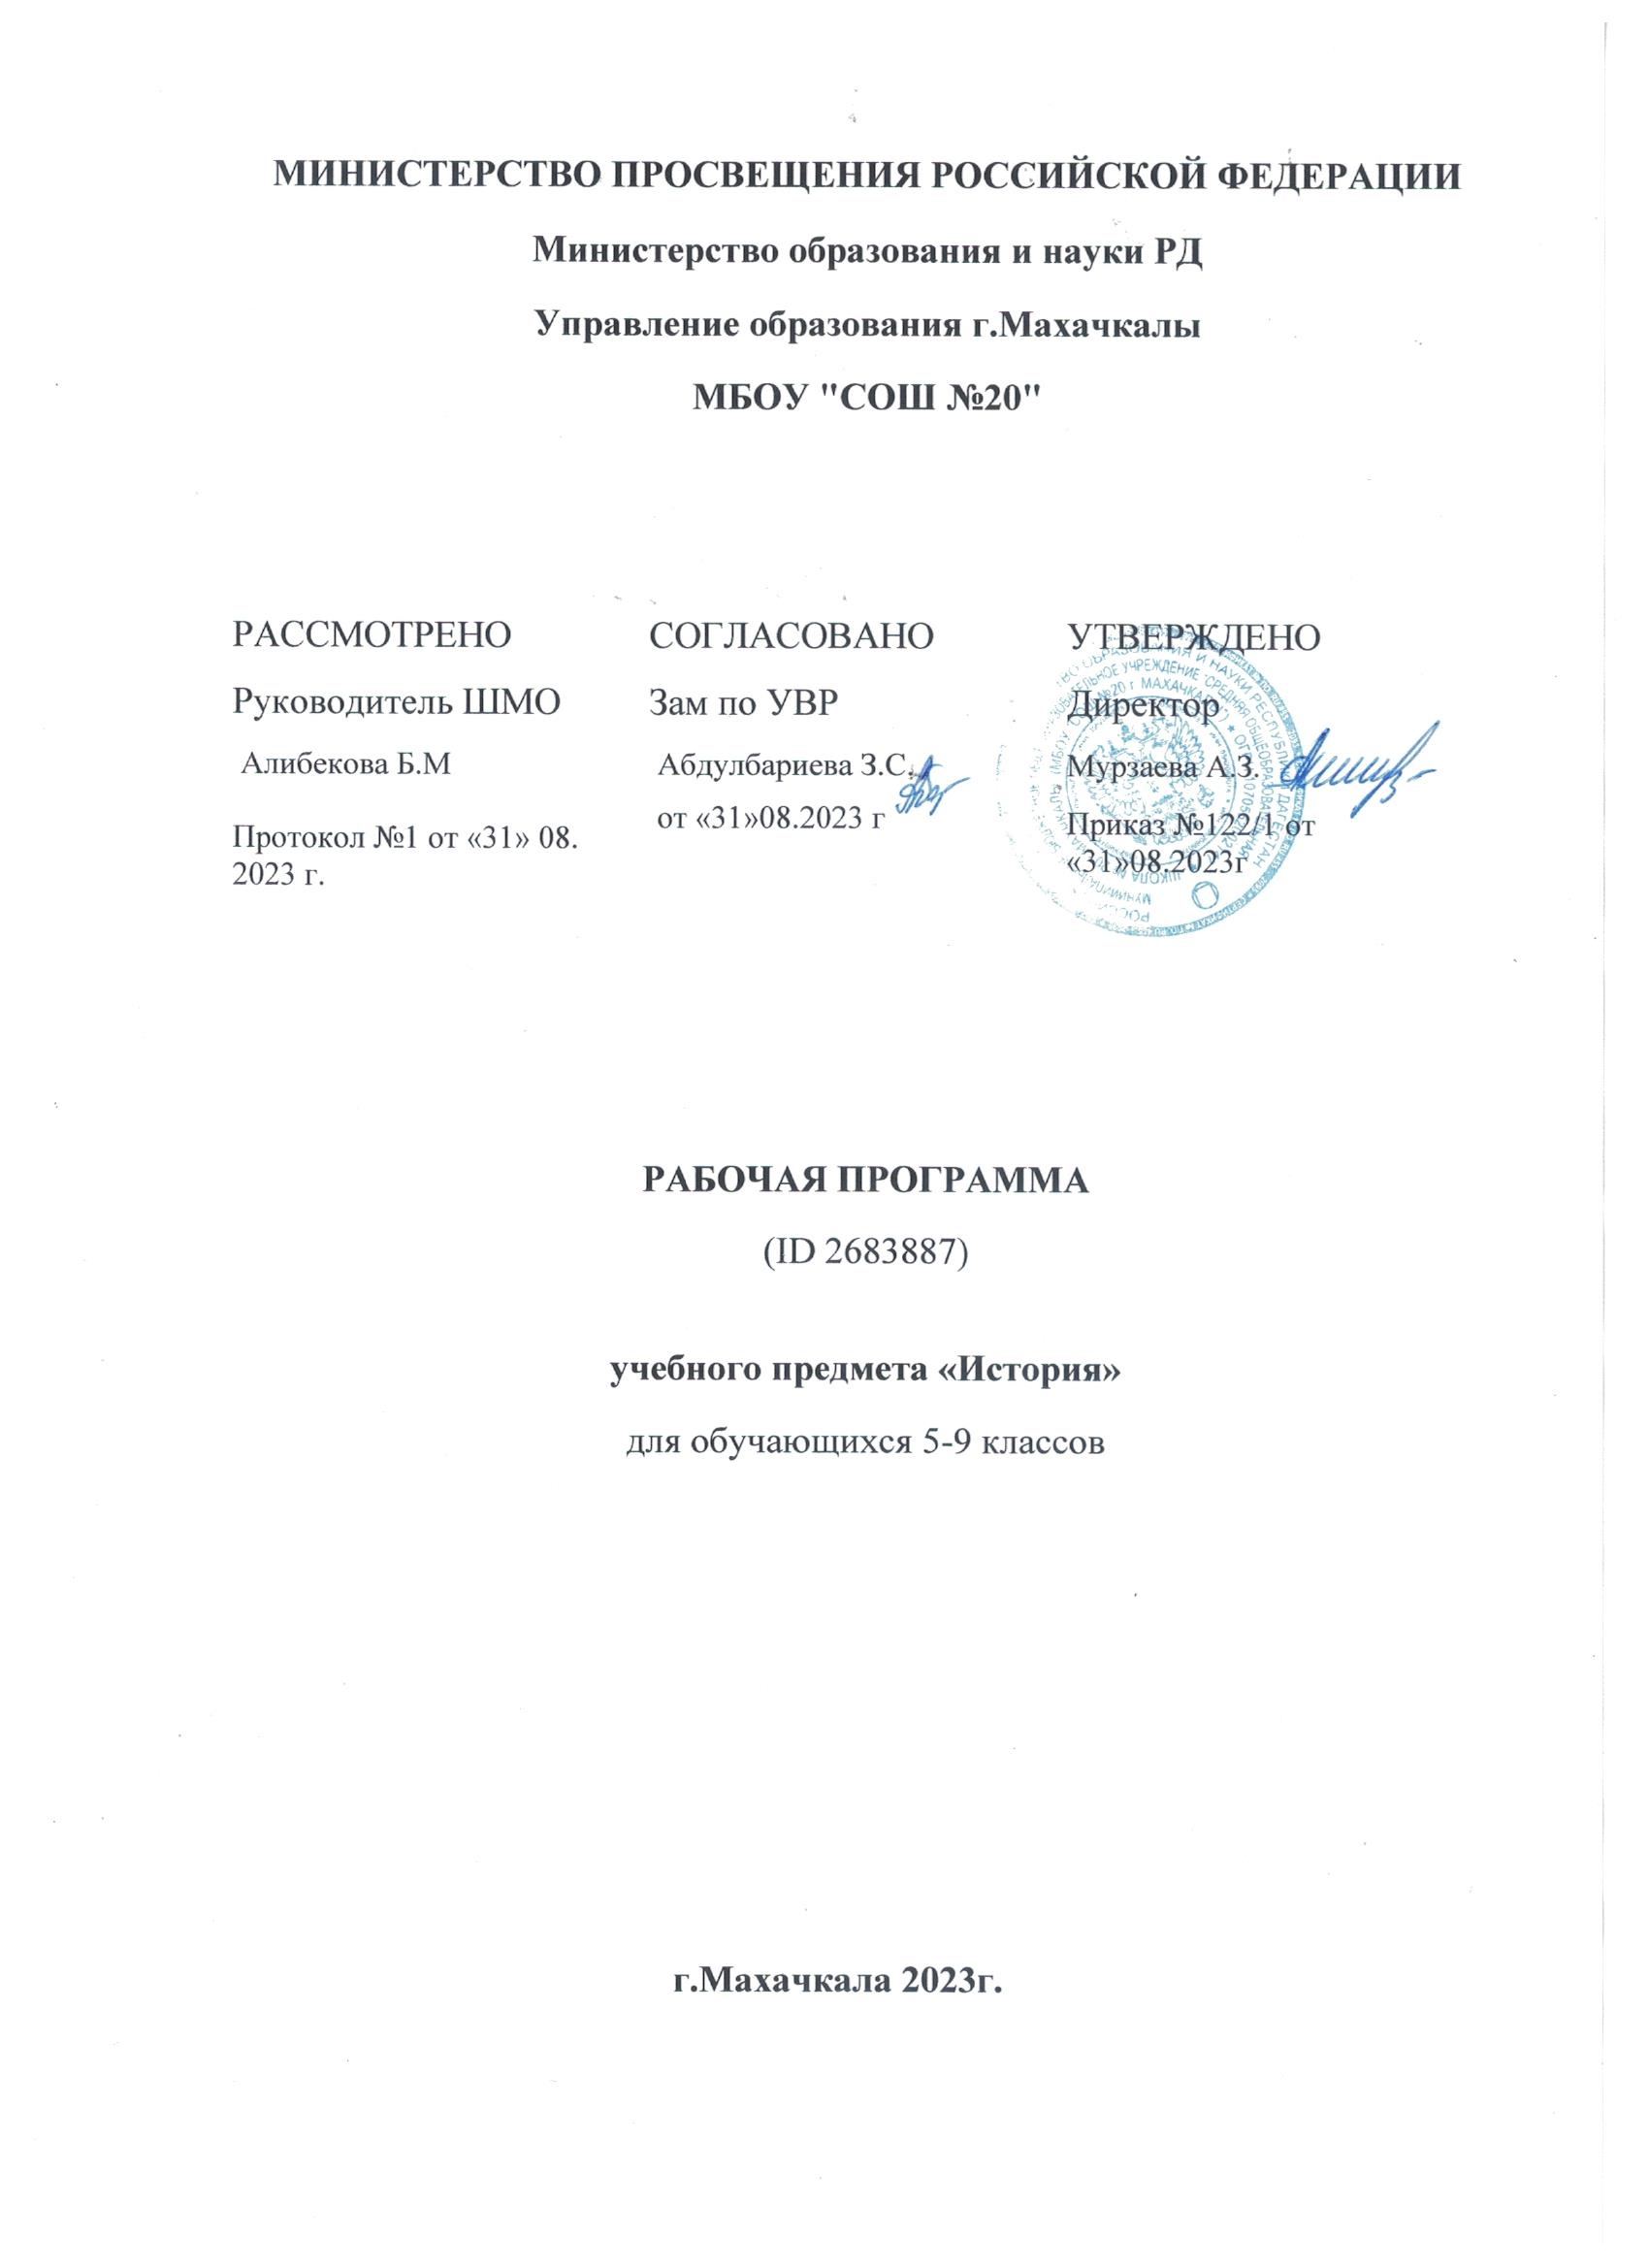 МИНИСТЕРСТВО ПРОСВЕЩЕНИЯ РОССИЙСКОЙ ФЕДЕРАЦИИ
Министерство образования и науки РД
Управление образования г.Махачкалы
МБОУ "СОШ №20"
РАССМОТРЕНО
Руководитель ШМО
Алибекова Б.М
Протокол №1 от «31» 08.
2023 г.
СОГЛАСОВАНО
Зам по УВР
Абдулбариева З.С.
от «31»08.2023 г
УТВЕРЖДЕНО
Директор
Мурзаева А.З.
Приказ №122/1 от
«31»08.2023г
РАБОЧАЯ ПРОГРАММА
(ID 2683887)
учебного предмета «История»
для обучающихся 5-9 классов
г.Махачкала 2023г.